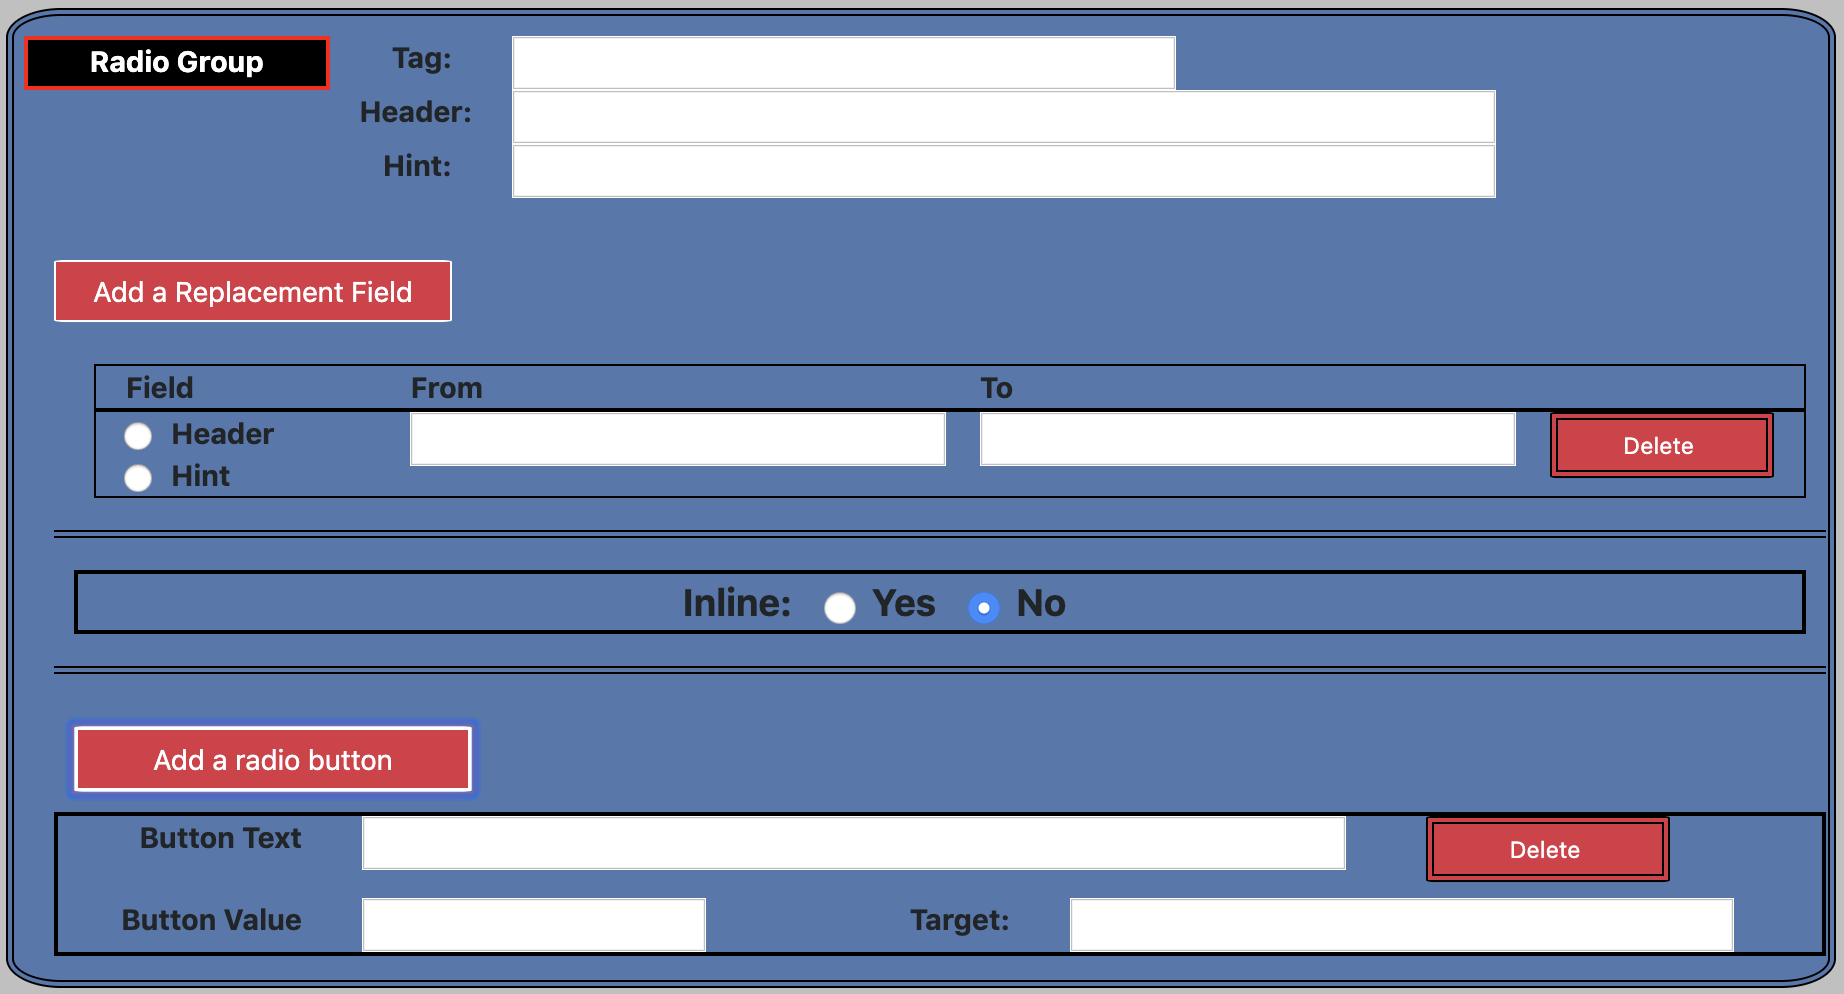 Radio Group
Tag:
Header:
Hint:
Add a Replacement Field
Field From To
Header
Delete
Hint
Inline: Yes No
Add a radio button
Button Text
Delete
Button Value Target: